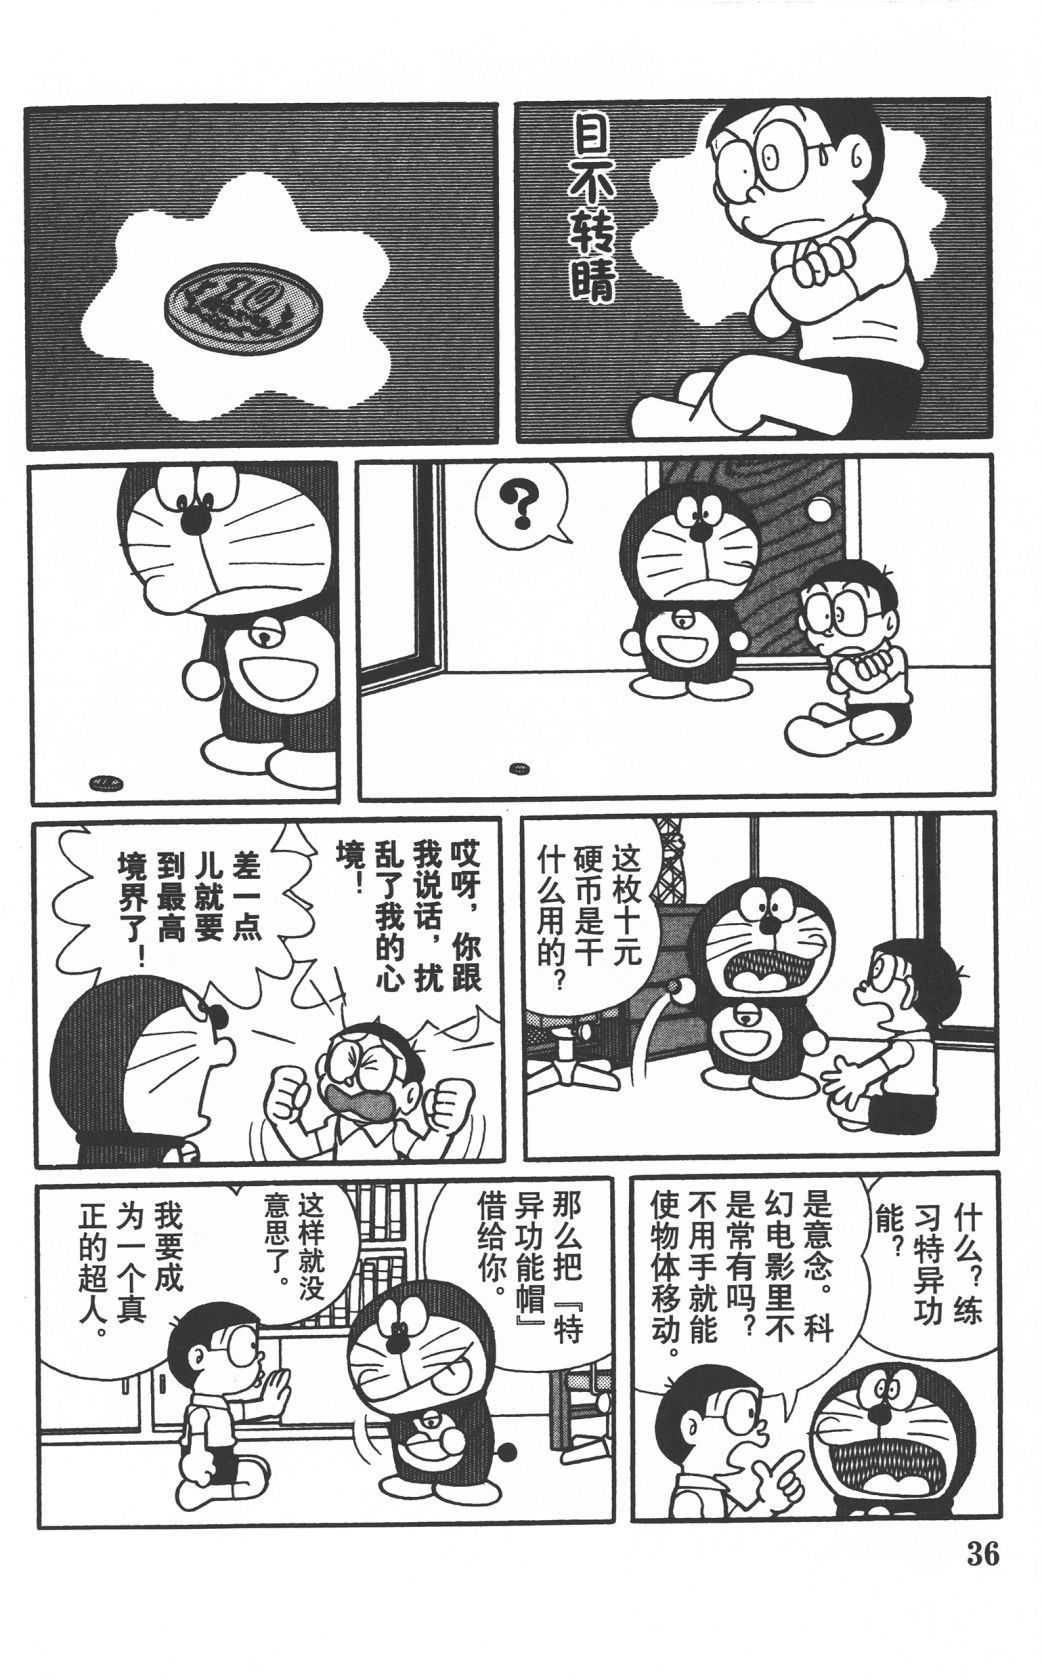 目不转睛
10
？
这枚十元
硬币是干
什么用的？
哎呀，你跟
我说话，扰
乱了我的心
境！
差一点
儿就要
到最高
境界了！
什么？练
习特异功
能？
是意念。科
幻电影里不
是常有吗？
不用手就能
使物体移动。
那么把『特
异功能帽』
借给你。
这样就没
意思了。
我要成
为一个真
正的超人。
36